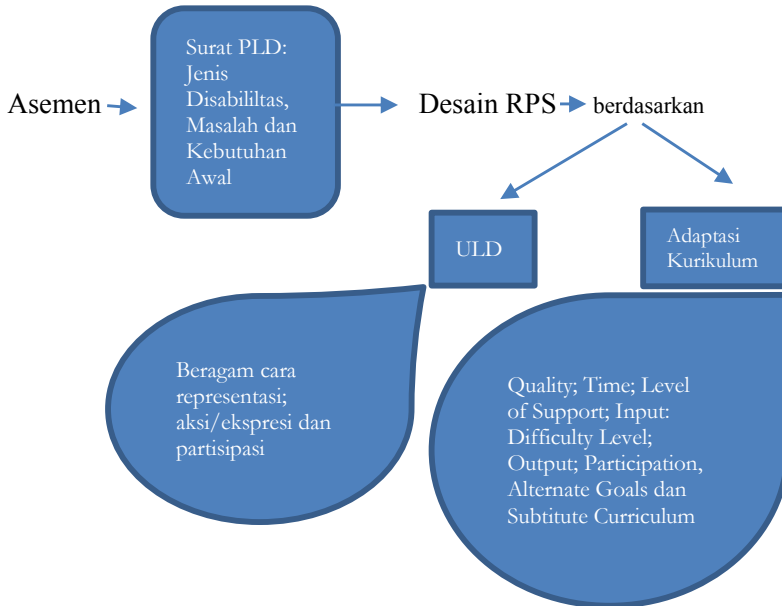 Asemen
Surat PLD:
Jenis
Disabililtas,
Masalah dan
Kebutuhan
Awal
Desain RPS
berdasarkan
ULD
Adaptasi
Kurikulum
Beragam cara
representasi;
aksi/ekspresi dan
partisipasi
Quality; Time; Level
of Support; Input:
Difficulty Level;
Output; Participation,
Alternate Goals dan
Subtitute Curriculum